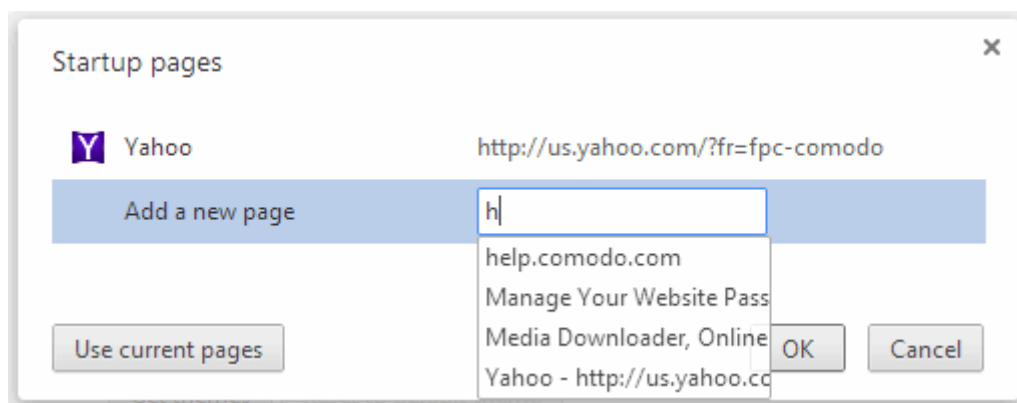 Startup pages
Yahoo http://us.yahoo.com/?fr=fpc-comodo
Add a new page h
help.comodo.com
Manage Your Website Pass
Media Downloader, Online
Yahoo - http://us.yahoo.co
Use current pages OK Cancel